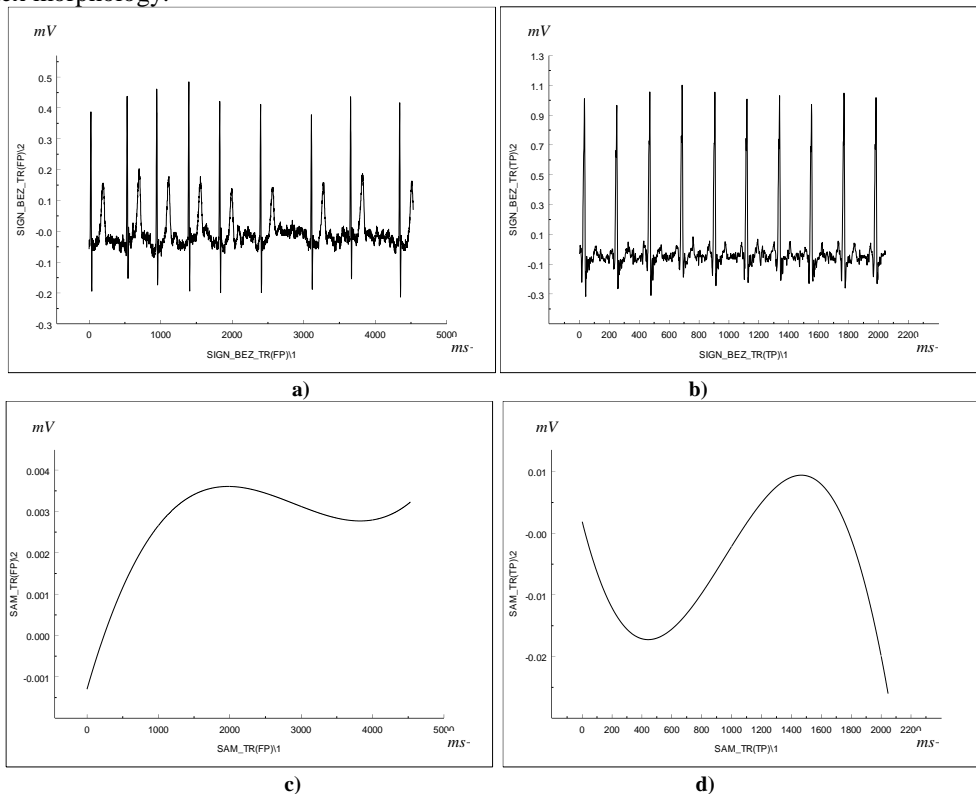 ex morphology.
mV
0.5
0.4
0.3
0.2
0.1
-0.0
-0.1
-0.2
-0.3
SIGN_BEZ_TR(FP)\2
0 1000 2000 3000 4000 5000
ms-
SIGN_BEZ_TR(FP)\1
a)
mV
1.3
1.1
0.9
0.7
0.5
0.3
0.1
-0.1
-0.3
SIGN_BEZ_TR(TP)\2
0 200 400 600 800 1000 1200 1400 1600 1800 2000 2200
ms-
SIGN_BEZ_TR(TP)\1
b)
mV
0.004
0.003
0.002
0.001
0.000
-0.001
SAM_TR(FP)\2
0 1000 2000 3000 4000 5000
ms-
SAM_TR(FP)\1
c)
mV
0.01
-0.00
-0.01
-0.02
SAM_TR(TP)\2
0 200 400 600 800 1000 1200 1400 1600 1800 2000 2200
ms-
SAM_TR(TP)\1
d)